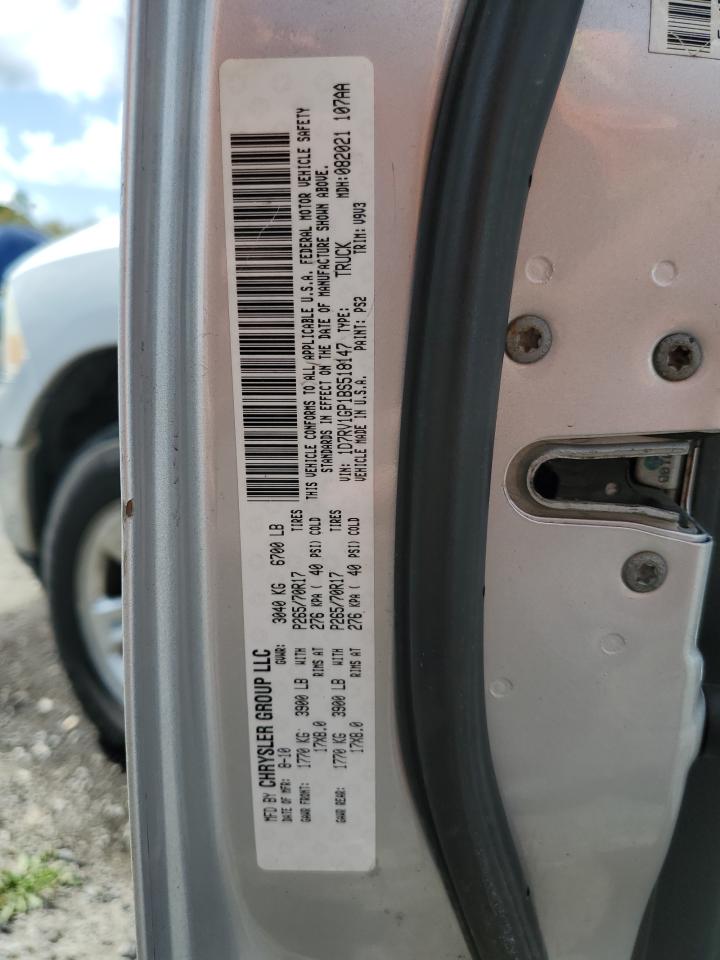 MFD BY CHRYSLER GROUP LLC
DATE OF MFR: 8-10 GVWR: 3040 KG 6700 LB
GAWR FRONT: 1770 KG 3900 LB WITH P265/70R17 TIRES
17X8.0 RIMS AT 276 KPA ( 40 PSI) COLD
GAWR REAR: 1770 KG 3900 LB WITH P265/70R17 TIRES
17X8.0 RIMS AT 276 KPA ( 40 PSI) COLD
THIS VEHICLE CONFORMS TO ALL APPLICABLE U.S.A. FEDERAL MOTOR VEHICLE SAFETY
STANDARDS IN EFFECT ON THE DATE OF MANUFACTURE SHOWN ABOVE.
VIN: 1D7RV1GP1BS518147 TYPE: TRUCK MDH: 082021 107AA
VEHICLE MADE IN U.S.A. PAINT: PS2 TRIM: V9V3